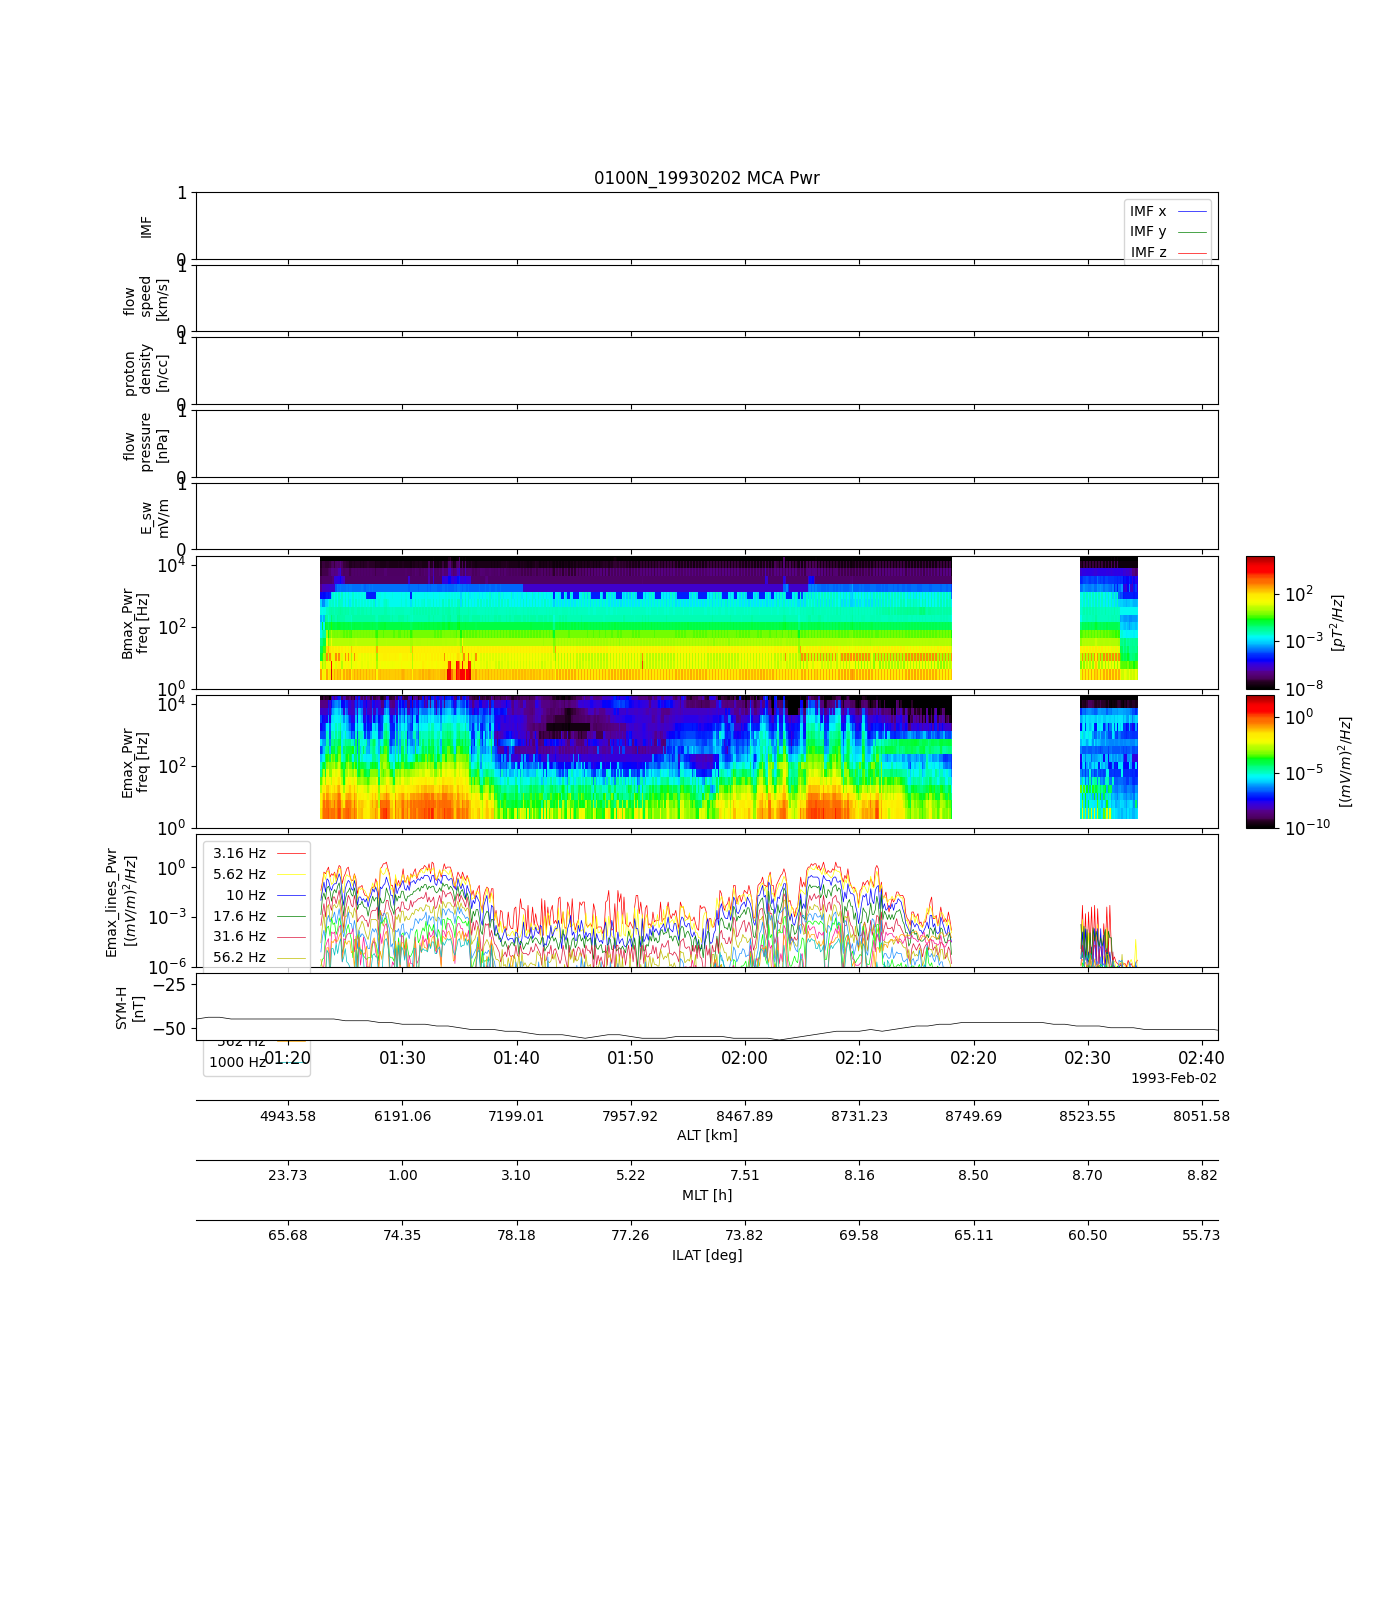 0100N_19930202 MCA Pwr
1
IMF
0
IMF x
IMF y
IMF z
1
flow
speed
[km/s]
0
1
proton
density
[n/cc]
0
1
flow
pressure
[nPa]
0
1
E_sw
mV/m
0
10^4
10^2
10^0
Bmax_Pwr
freq [Hz]
10^2
10^-3
10^-8
[pT^2/Hz]
10^4
10^2
10^0
Emax_Pwr
freq [Hz]
10^0
10^-5
10^-10
[(mV/m)^2/Hz]
10^0
10^-3
10^-6
Emax_lines_Pwr
[(mV/m)^2/Hz]
3.16 Hz
5.62 Hz
10 Hz
17.6 Hz
31.6 Hz
56.2 Hz
562 Hz
1000 Hz
−25
−50
SYM-H
[nT]
01:20 01:30 01:40 01:50 02:00 02:10 02:20 02:30 02:40
1993-Feb-02
4943.58 6191.06 7199.01 7957.92 8467.89 8731.23 8749.69 8523.55 8051.58
ALT [km]
23.73 1.00 3.10 5.22 7.51 8.16 8.50 8.70 8.82
MLT [h]
65.68 74.35 78.18 77.26 73.82 69.58 65.11 60.50 55.73
ILAT [deg]